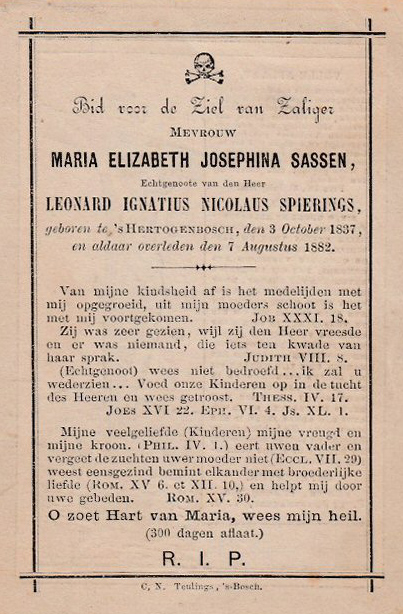 Bid voor de Ziel van Zaliger
MEVROUW
MARIA ELIZABETH JOSEPHINA SASSEN,
Echtgenoote van den Heer
LEONARD IGNATIUS NICOLAUS SPIERINGS,
geboren te 's HERTOGENBOSCH, den 3 October 1837,
en aldaar overleden den 7 Augustus 1882.
Van mijne kindsheid af is het medelijden met
mij opgegroeid, uit mijn moeders schoot is het
met mij voortgekomen. JOB XXXI. 18.
Zij was zeer gezien, wijl zij den Heer vreesde
en er was niemand, die iets ten kwade van
haar sprak. JUDITH VIII. 8.
(Echtgenoot) wees niet bedroefd... ik zal u
wederzien... Voed onze Kinderen op in de tucht
des Heeren en wees getroost. THESS. IV. 17.
JOES XVI 22. EPH. VI. 4. JS. XL. 1.
Mijne veelgeliefde (Kinderen) mijne vreugd en
mijne kroon. (PHIL. IV. 1.) eert uwen vader en
vergeet de zuchten uwer moeder niet (ECCL. VII. 29)
weest eensgezind bemint elkander met broederlijke
liefde (ROM. XV 6. et XII. 10,) en helpt mij door
uwe gebeden. ROM. XV. 30.
O zoet Hart van Maria, wees mijn heil.
(300 dagen aflaat.)
R. I. P.
C. N. Teulings, 's-Bosch.